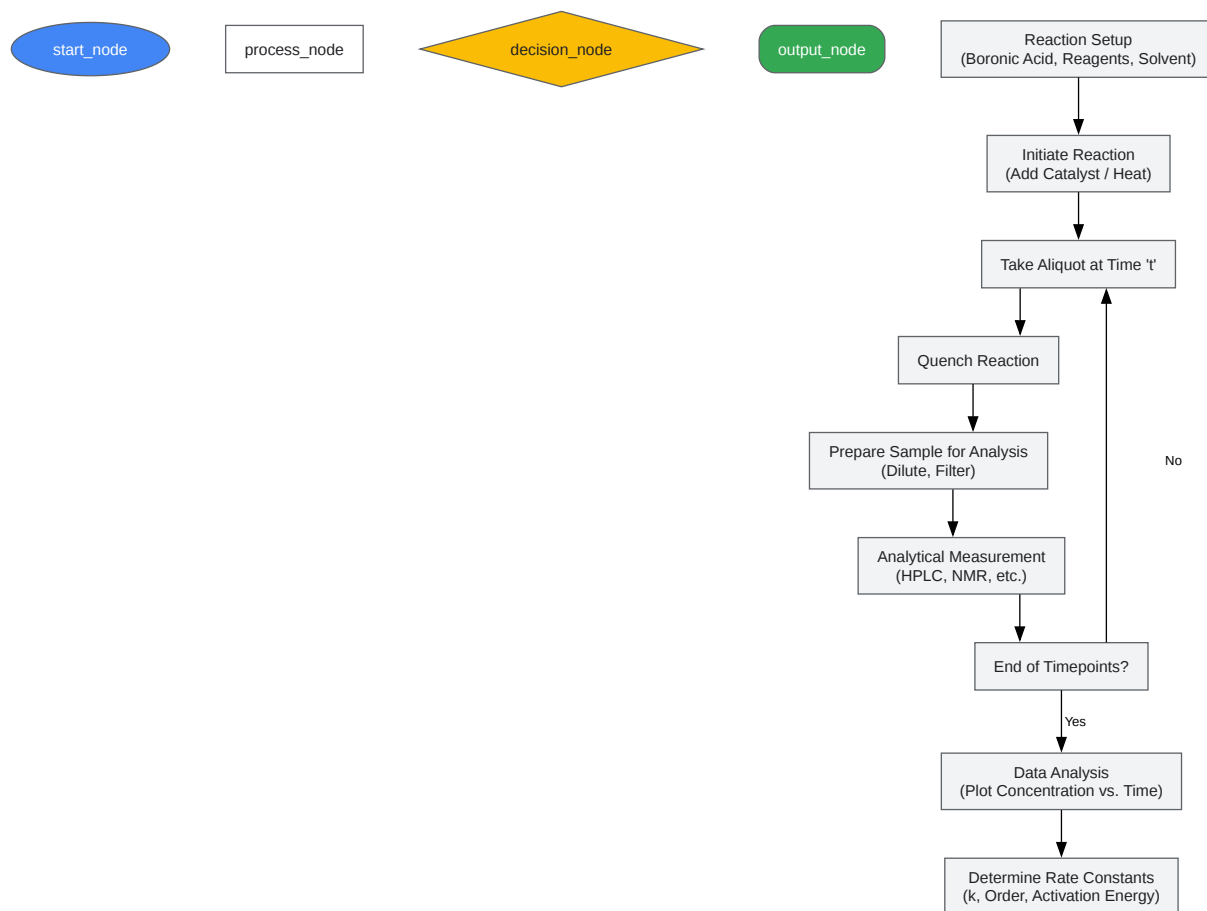 start_node
process_node
decision_node
output_node
Reaction Setup
(Boronic Acid, Reagents, Solvent)
Initiate Reaction
(Add Catalyst / Heat)
Take Aliquot at Time 't'
Quench Reaction
Prepare Sample for Analysis
(Dilute, Filter)
No
Analytical Measurement
(HPLC, NMR, etc.)
End of Timepoints?
Yes
Data Analysis
(Plot Concentration vs. Time)
Determine Rate Constants
(k, Order, Activation Energy)